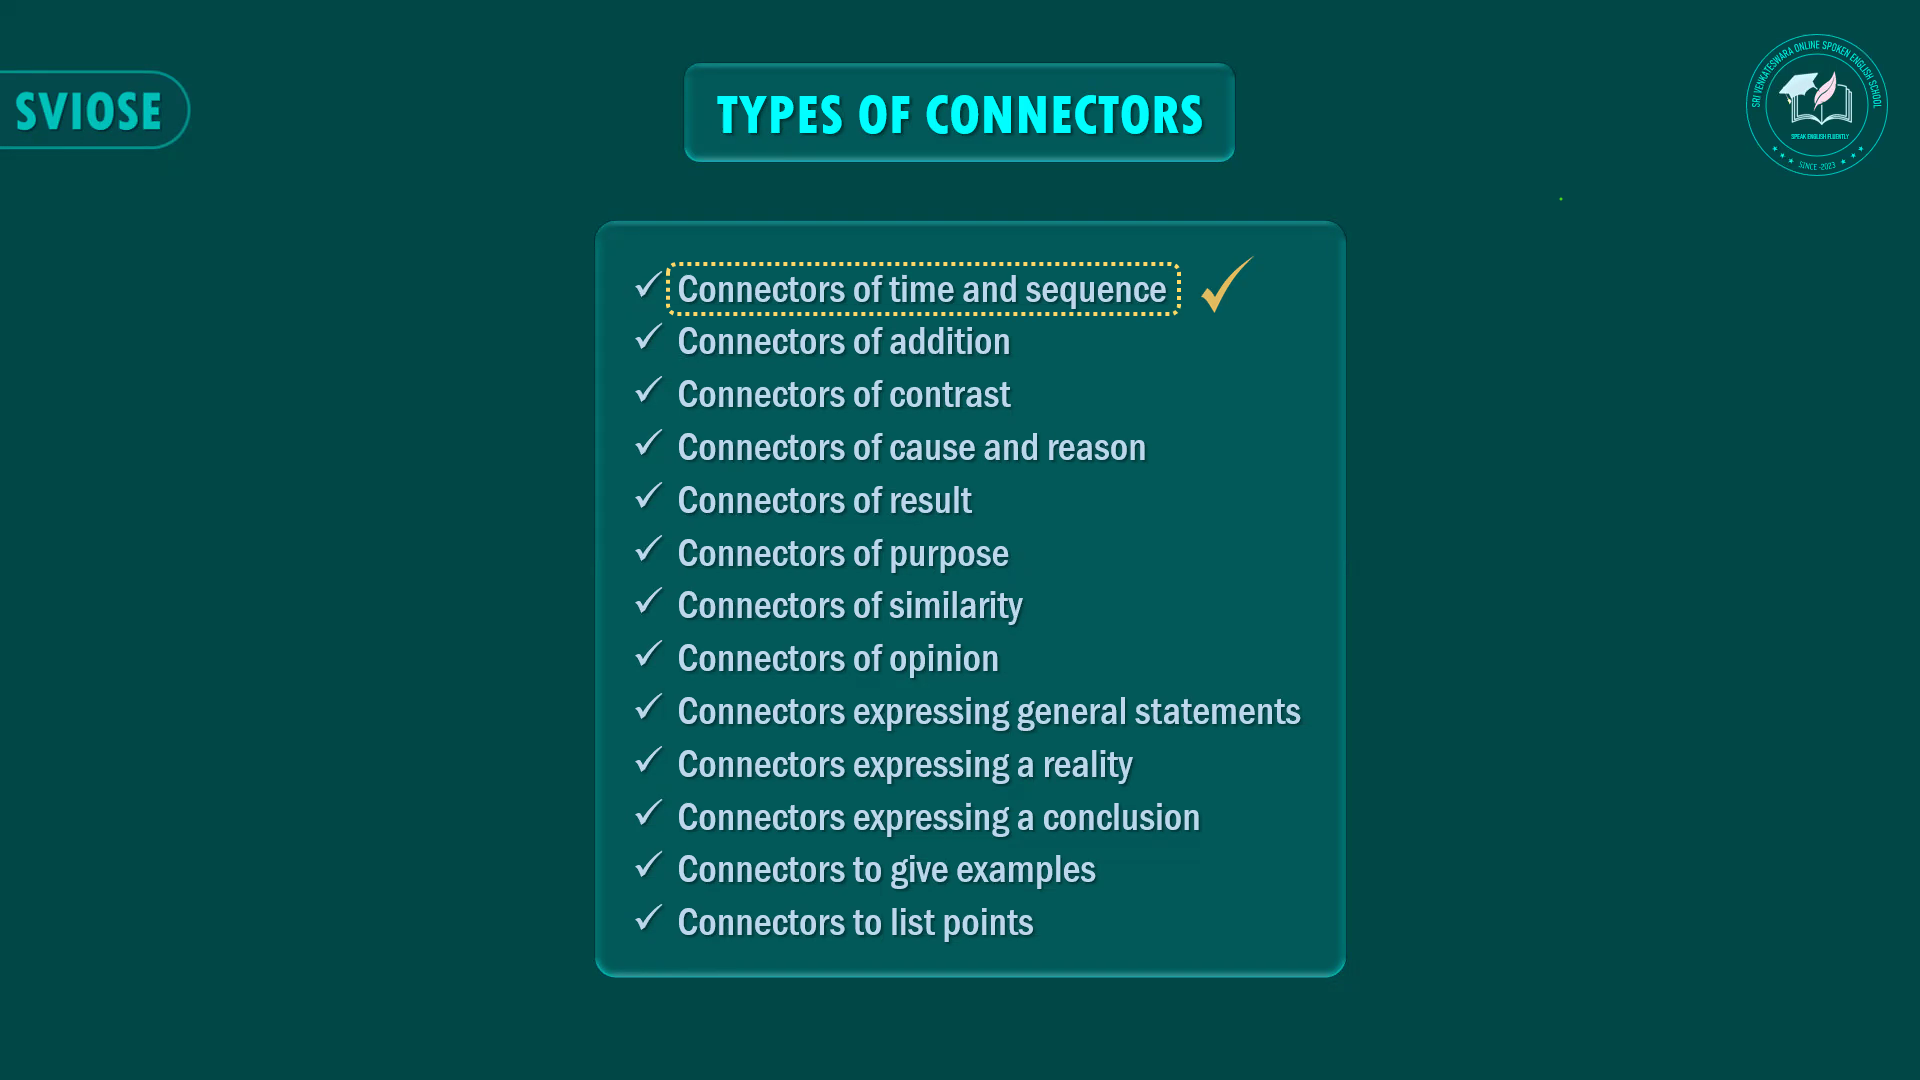 SVIOSE
TYPES OF CONNECTORS
SRI VENKATESWARA ONLINE SPOKEN ENGLISH SCHOOL
SPEAK ENGLISH FLUENTLY
SINCE-2023
Connectors of time and sequence
Connectors of addition
Connectors of contrast
Connectors of cause and reason
Connectors of result
Connectors of purpose
Connectors of similarity
Connectors of opinion
Connectors expressing general statements
Connectors expressing a reality
Connectors expressing a conclusion
Connectors to give examples
Connectors to list points